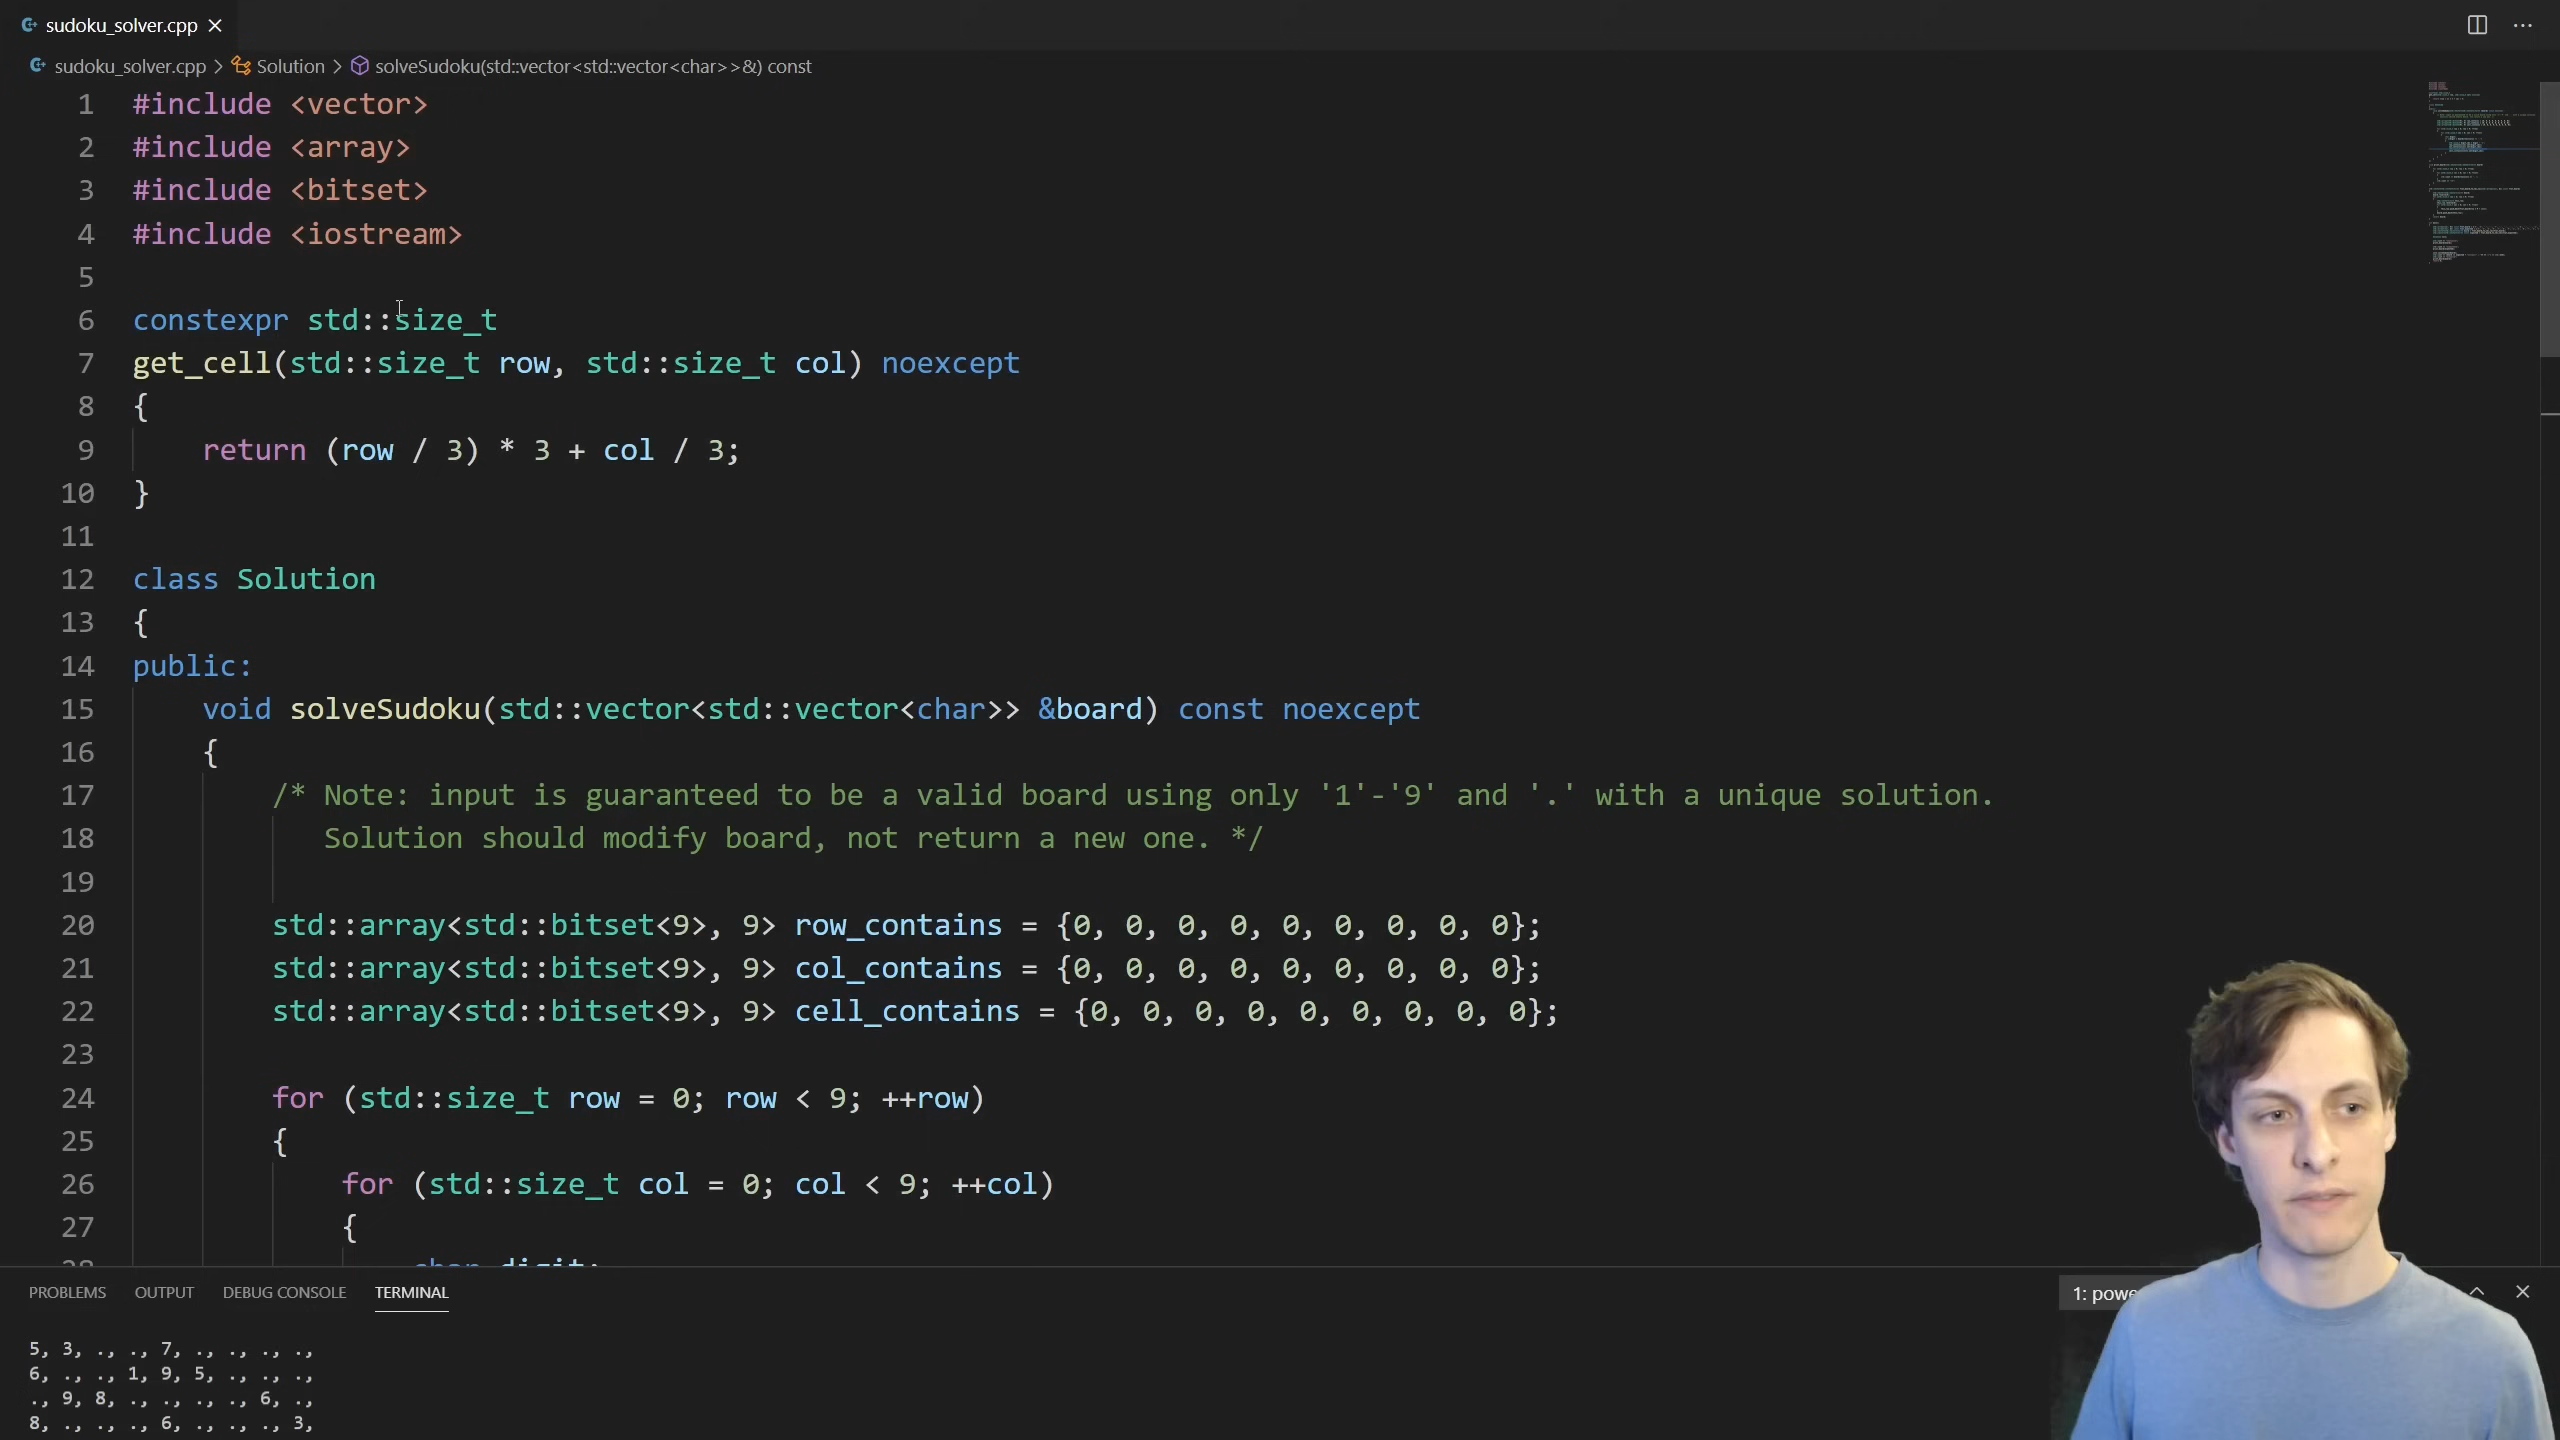 sudoku_solver.cpp
sudoku_solver.cpp > Solution > solveSudoku(std::vector<std::vector<char>>&) const
1 #include <vector>
2 #include <array>
3 #include <bitset>
4 #include <iostream>
5
6 constexpr std::size_t
7 get_cell(std::size_t row, std::size_t col) noexcept
8 {
9 return (row / 3) * 3 + col / 3;
10 }
11
12 class Solution
13 {
14 public:
15 void solveSudoku(std::vector<std::vector<char>> &board) const noexcept
16 {
17 /* Note: input is guaranteed to be a valid board using only '1'-'9' and '.' with a unique solution.
18 Solution should modify board, not return a new one. */
19
20 std::array<std::bitset<9>, 9> row_contains = {0, 0, 0, 0, 0, 0, 0, 0, 0};
21 std::array<std::bitset<9>, 9> col_contains = {0, 0, 0, 0, 0, 0, 0, 0, 0};
22 std::array<std::bitset<9>, 9> cell_contains = {0, 0, 0, 0, 0, 0, 0, 0, 0};
23
24 for (std::size_t row = 0; row < 9; ++row)
25 {
26 for (std::size_t col = 0; col < 9; ++col)
27 {
28 char digit;
PROBLEMS OUTPUT DEBUG CONSOLE TERMINAL 1: powe
5, 3, ., ., 7, ., ., ., .,
6, ., ., 1, 9, 5, ., ., .,
., 9, 8, ., ., ., ., 6, .,
8, ., ., ., 6, ., ., ., 3,